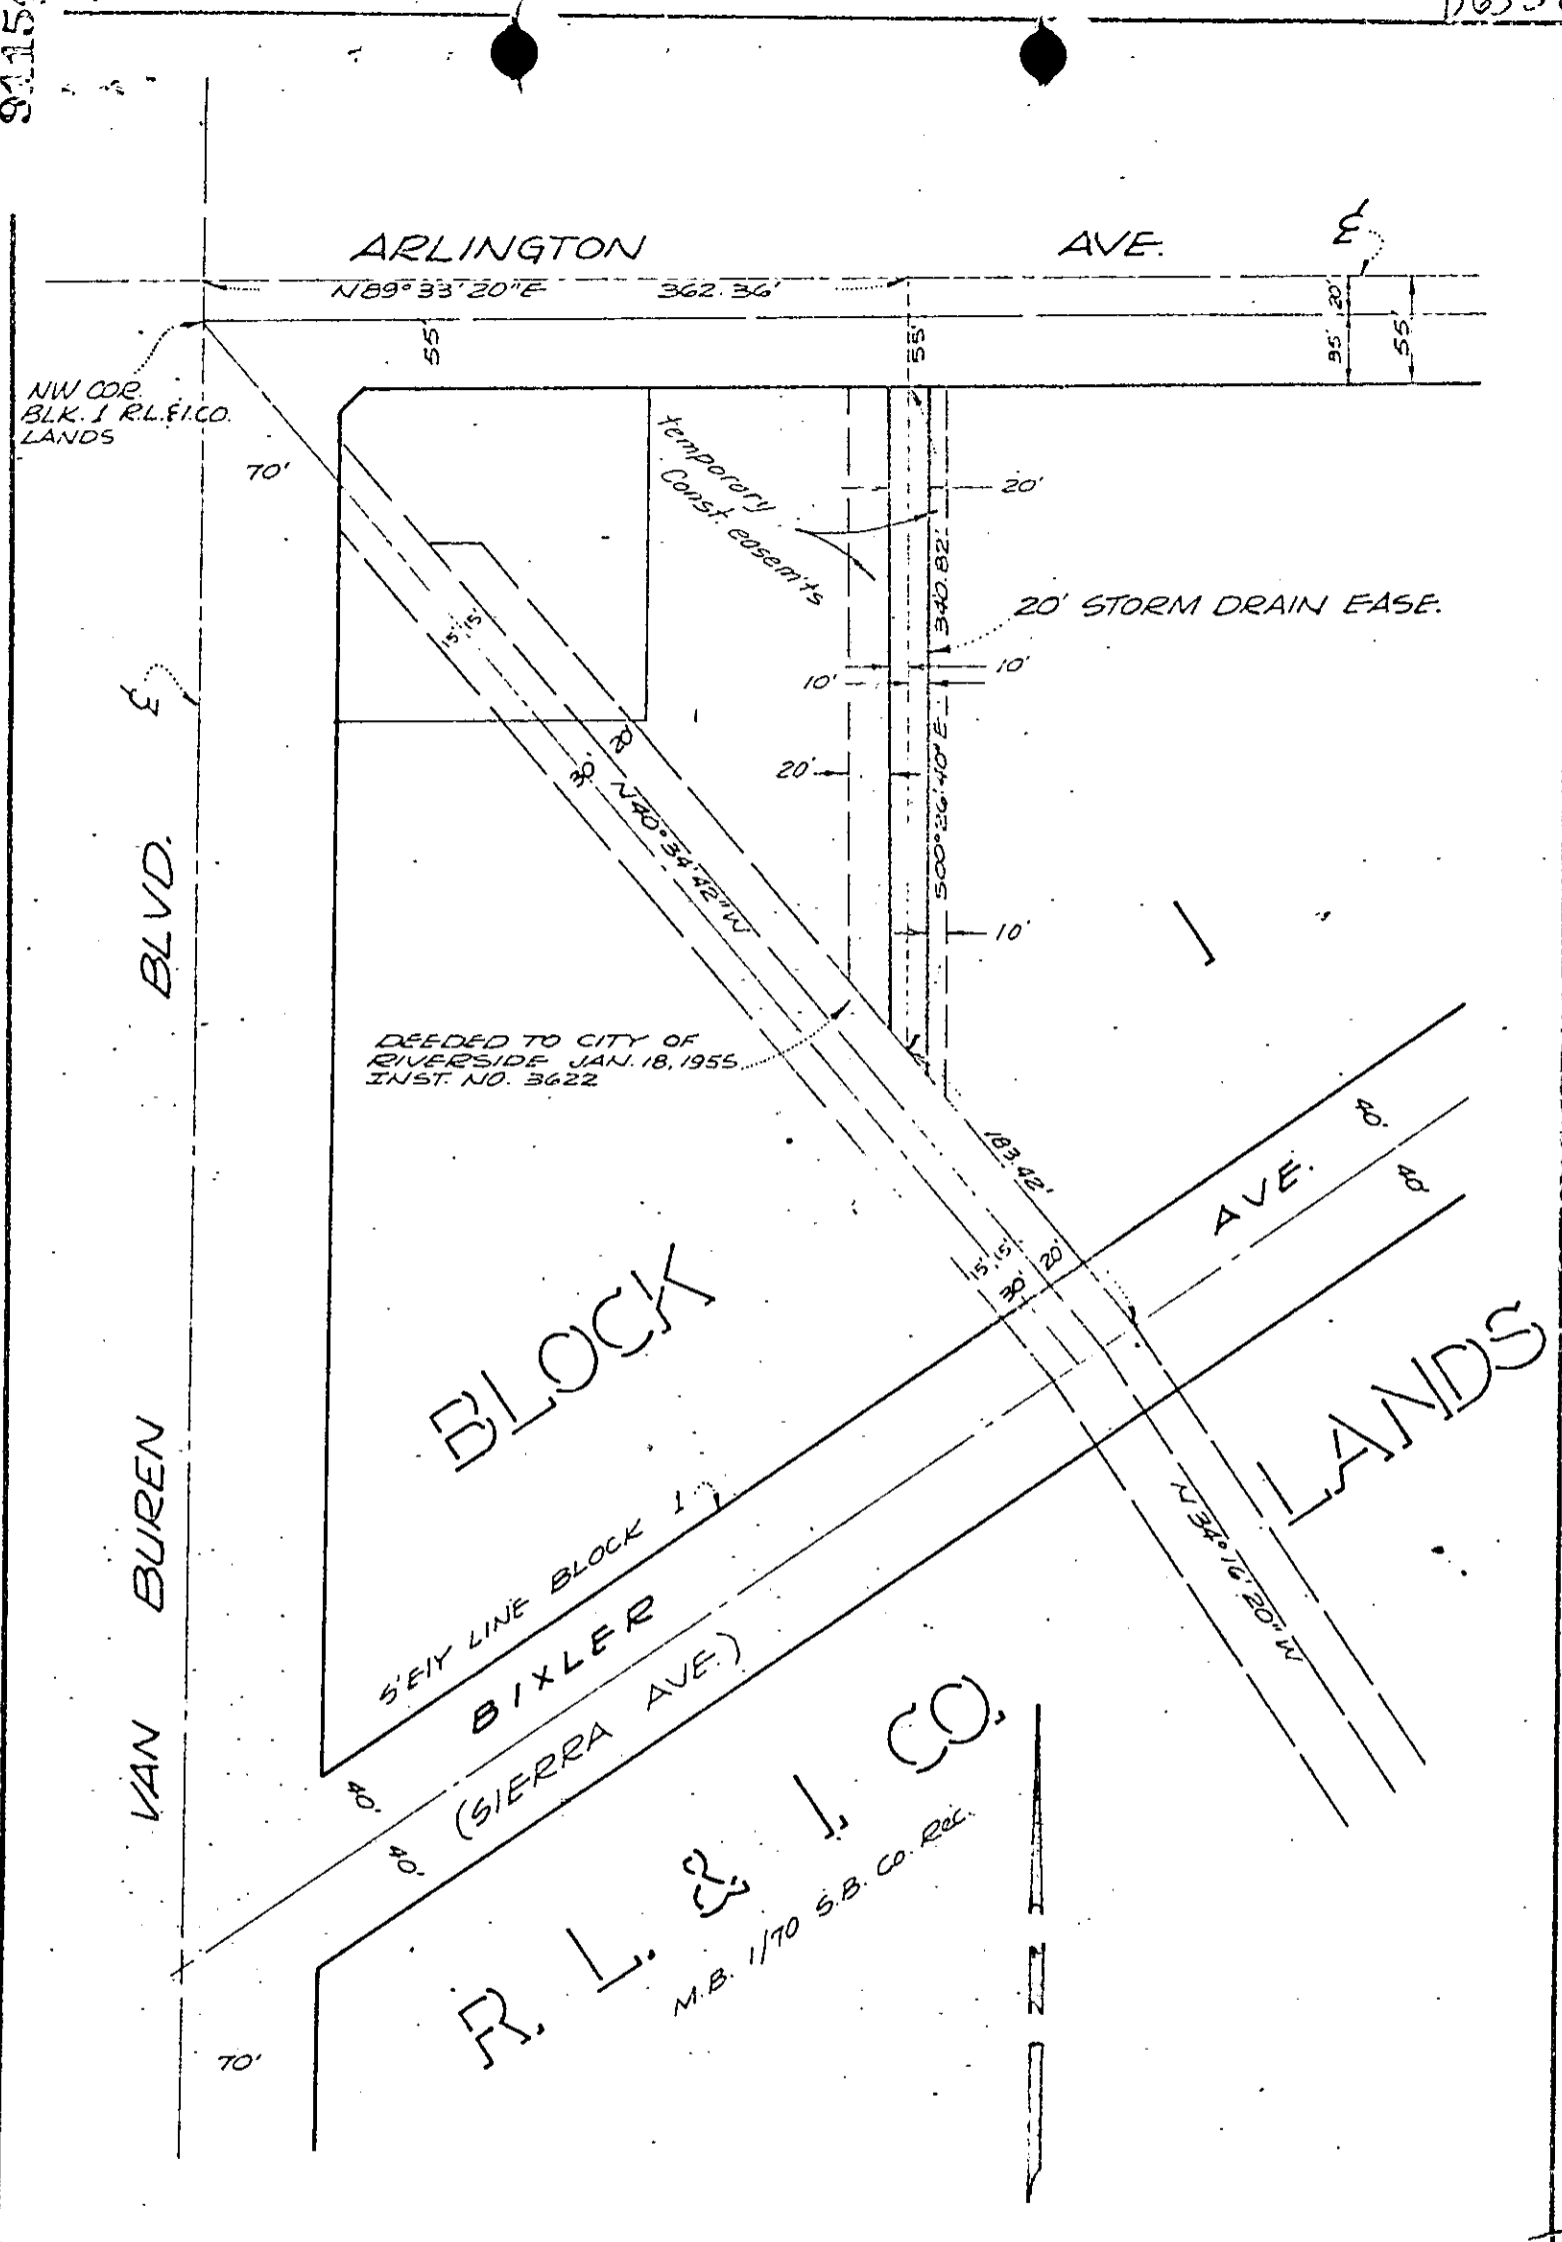 ARLINGTON AVE.
N89°33'20"E 362.36'
55'
55'
35' 20'
55'
NW COR.
BLK. 1 R.L.&I.CO.
LANDS
70'
temporary
Const. easem'ts
20'
340.82'
20' STORM DRAIN EASE.
15' 15'
10'
10'
20'
30'
20'
N40°34'42"W
S00°26'40"E
10'
DEEDED TO CITY OF
RIVERSIDE JAN. 18, 1955
INST. NO. 3622
1
183.42'
40'
40'
AVE.
15' 15'
30' 20'
BLOCK
LANDS
VAN BUREN BLVD.
S'ELY LINE BLOCK 1
BIXLER
(SIERRA AVE.)
N34°16'20"W
40'
40'
R. L. & I. CO.
M.B. 1/70 S.B. CO. Rec.
N
70'